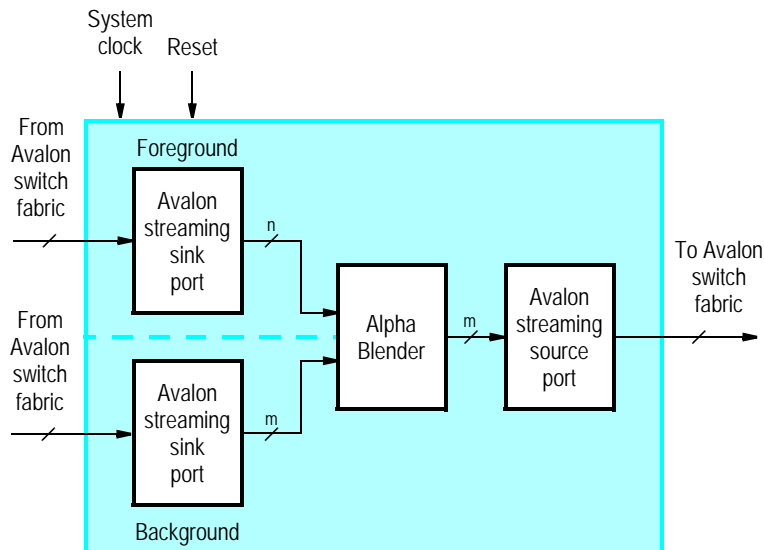 System
clock
Reset
From
Avalon
switch
fabric
Foreground
Avalon
streaming
sink
port
n
To Avalon
switch
fabric
Alpha
Blender
m
Avalon
streaming
source
port
From
Avalon
switch
fabric
Avalon
streaming
sink
port
m
Background